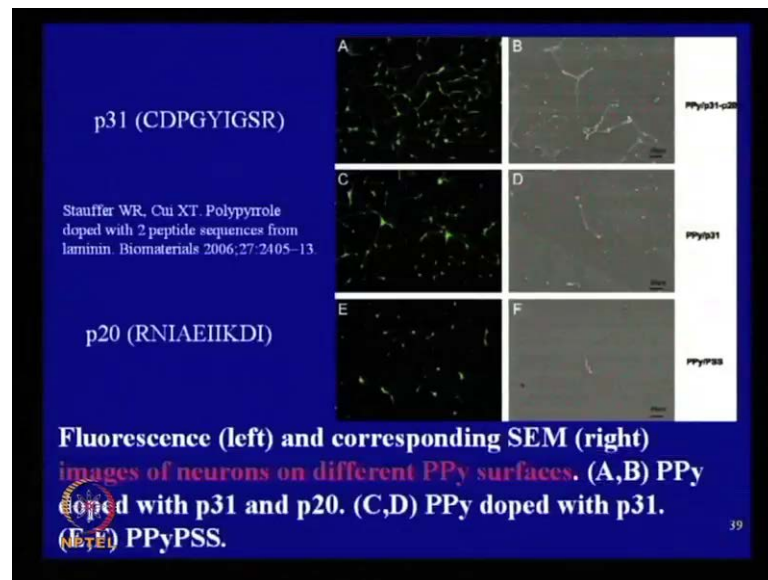 p31 (CDPGYIGSR)
Stauffer WR, Cui XT. Polypyrrole
doped with 2 peptide sequences from
laminin. Biomaterials 2006;27:2405–13.
p20 (RNIAEIIKDI)
A
B
PPy/p31-p20
C
D
PPy/p31
E
F
PPy/PSS
Fluorescence (left) and corresponding SEM (right)
images of neurons on different PPy surfaces. (A,B) PPy
doped with p31 and p20. (C,D) PPy doped with p31.
(E,F) PPyPSS.
NPTEL
39